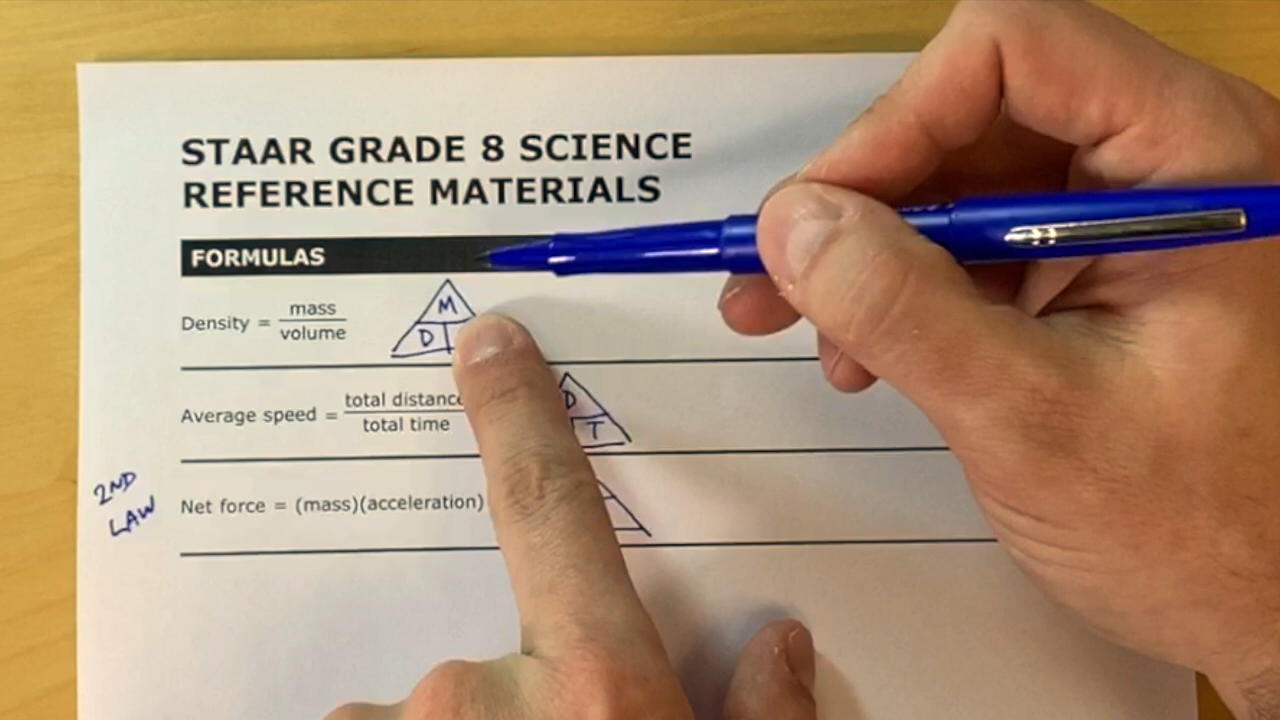 STAAR GRADE 8 SCIENCE
REFERENCE MATERIALS
FORMULAS
Density = mass
volume
M
D
Average speed = total distance
total time
D
T
2ND
LAW
Net force = (mass)(acceleration)